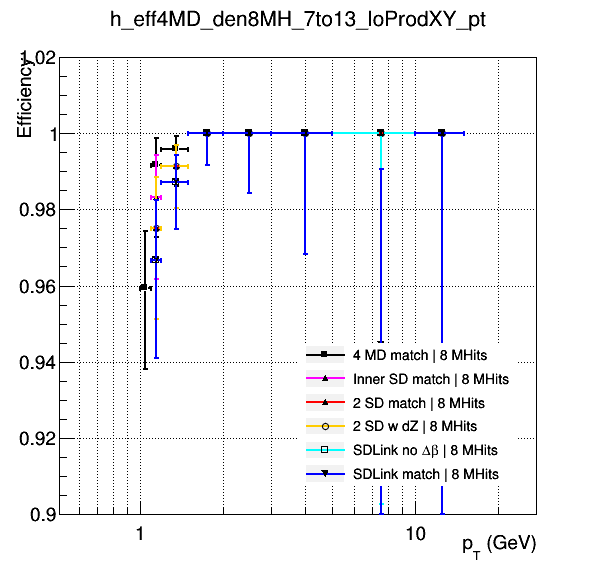 h_eff4MD_den8MH_7to13_loProdXY_pt
Efficiency
1.02
1
0.98
0.96
0.94
0.92
0.9
4 MD match | 8 MHits
Inner SD match | 8 MHits
2 SD match | 8 MHits
2 SD w dZ | 8 MHits
SDLink no Δβ | 8 MHits
SDLink match | 8 MHits
1
10
p_T (GeV)